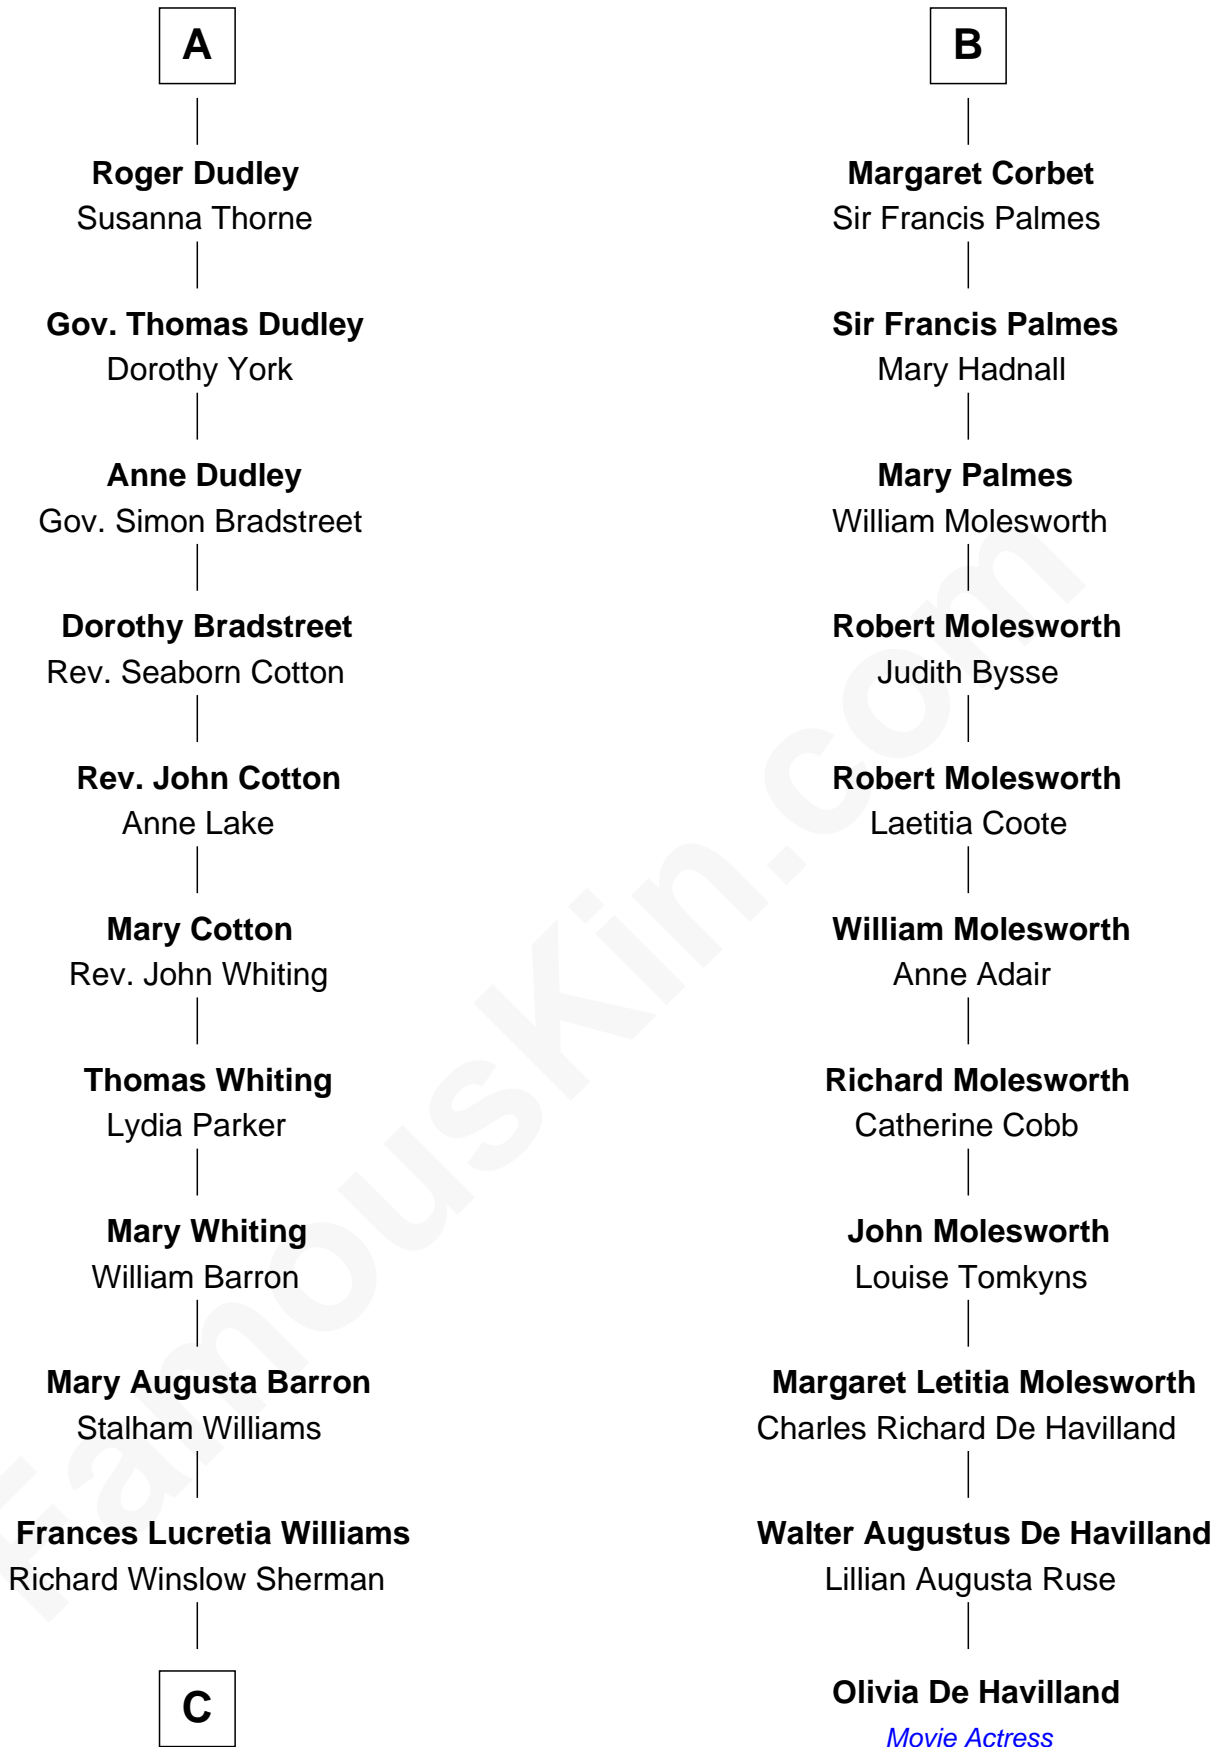 A
Roger Dudley
Susanna Thorne
Gov. Thomas Dudley
Dorothy York
Anne Dudley
Gov. Simon Bradstreet
Dorothy Bradstreet
Rev. Seaborn Cotton
Rev. John Cotton
Anne Lake
Mary Cotton
Rev. John Whiting
Thomas Whiting
Lydia Parker
Mary Whiting
William Barron
Mary Augusta Barron
Stalham Williams
Frances Lucretia Williams
Richard Winslow Sherman
C
B
Margaret Corbet
Sir Francis Palmes
Sir Francis Palmes
Mary Hadnall
Mary Palmes
William Molesworth
Robert Molesworth
Judith Bysse
Robert Molesworth
Laetitia Coote
William Molesworth
Anne Adair
Richard Molesworth
Catherine Cobb
John Molesworth
Louise Tomkyns
Margaret Letitia Molesworth
Charles Richard De Havilland
Walter Augustus De Havilland
Lillian Augusta Ruse
Olivia De Havilland
Movie Actress
FamousKin.com